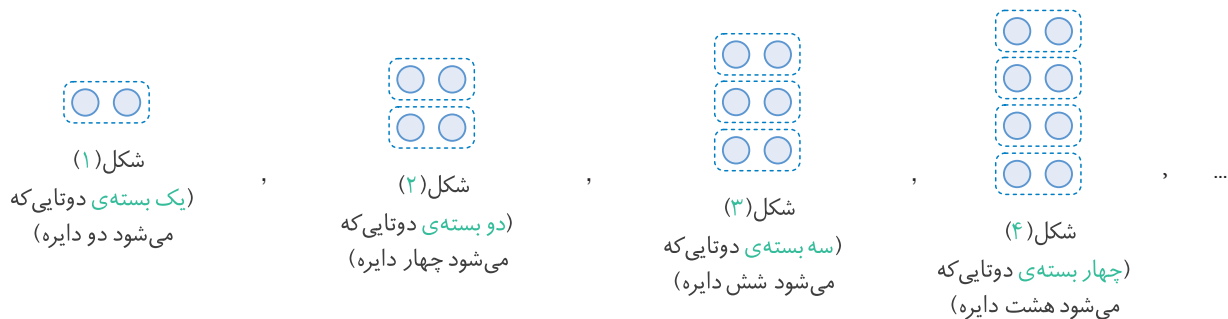 شکل(۱)
(یک بسته‌ی دوتایی‌که
می‌شود دو دایره)
,
شکل(۲)
(دو بسته‌ی دوتایی‌که
می‌شود چهار دایره)
,
شکل(۳)
(سه بسته‌ی دوتایی‌که
می‌شود شش دایره)
,
شکل(۴)
(چهار بسته‌ی دوتایی‌که
می‌شود هشت دایره)
,
...